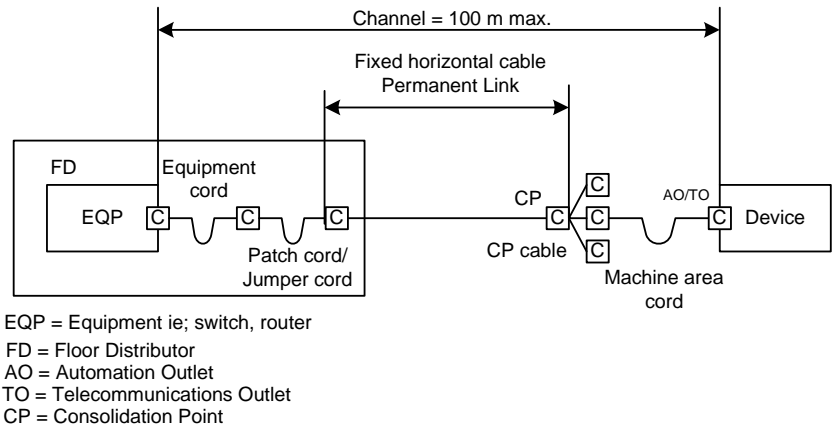 Channel = 100 m max.
Fixed horizontal cable
Permanent Link
FD
Equipment
cord
EQP
C
C
C
Patch cord/
Jumper cord
CP
C
CP cable
C
C
C
AO/TO
C
Device
Machine area
cord
EQP = Equipment ie; switch, router
FD = Floor Distributor
AO = Automation Outlet
TO = Telecommunications Outlet
CP = Consolidation Point